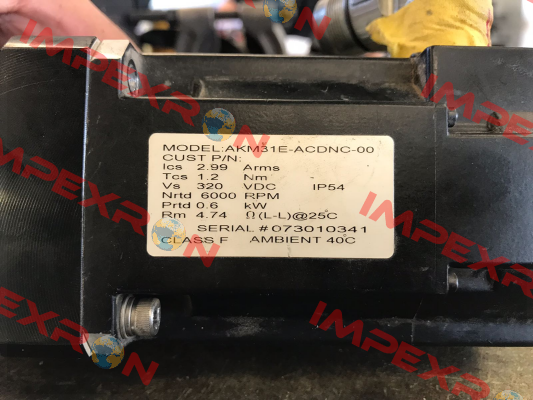 MODEL:AKM31E-ACDNC-00
CUST P/N:
Ics 2.99 Arms
Tcs 1.2 Nm
Vs 320 VDC IP54
Nrtd 6000 RPM
Prtd 0.6 kW
Rm 4.74 Ω(L-L)@25C
SERIAL #073010341
CLASS F AMBIENT 40C
IMPEXRON
IMPEXRON
IMPEXRON
IMPEXRON